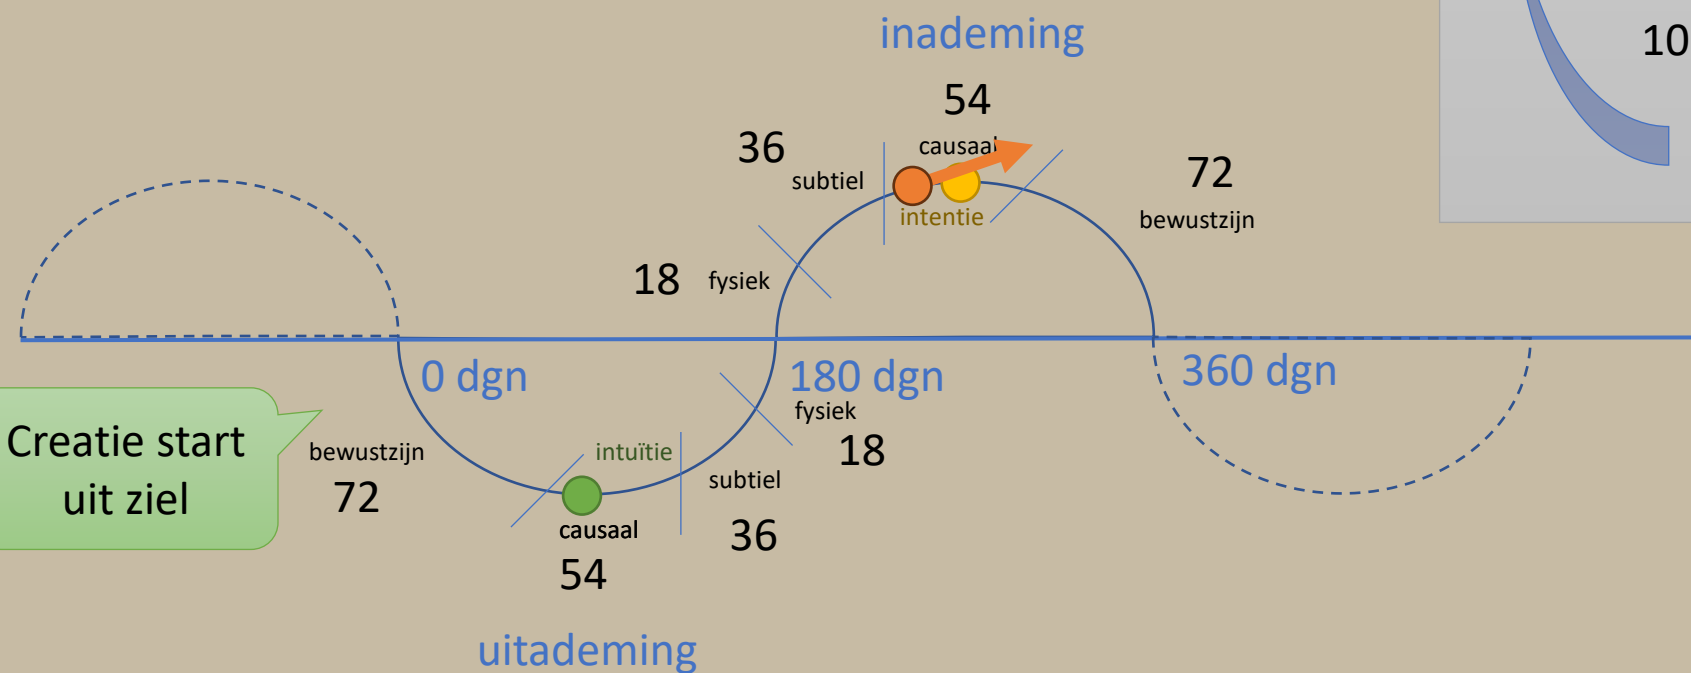 inademing
10
54
causaal
36
subtiel
72
bewustzijn
intentie
18
fysiek
0 dgn
180 dgn
360 dgn
fysiek
18
Creatie start
uit ziel
bewustzijn
72
intuïtie
subtiel
36
causaal
54
uitademing